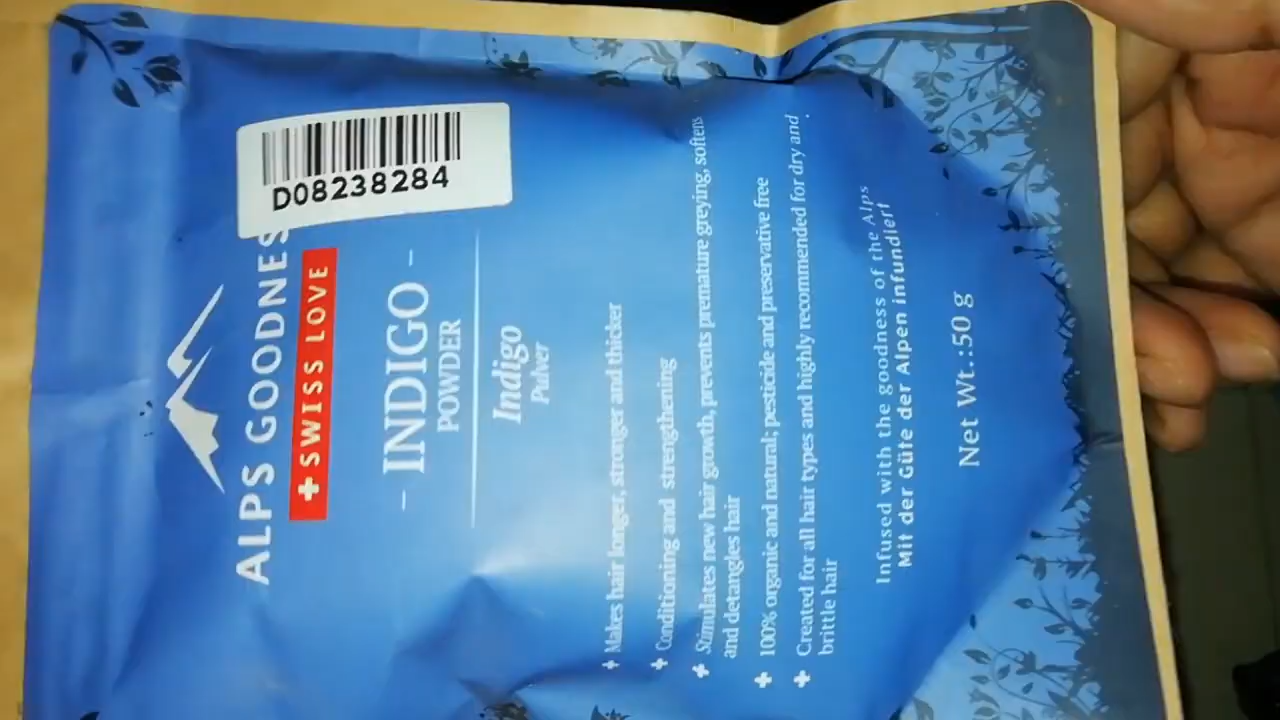 D08238284
ALPS GOODNES
SWISS LOVE
INDIGO
POWDER
Indigo
Pulver
Makes hair longer, stronger and thicker
Conditioning and strengthening
Stimulates new hair growth, prevents premature greying, softens
and detangles hair
100% organic and natural; pesticide and preservative free
Created for all hair types and highly recommended for dry and
brittle hair
Infused with the goodness of the Alps
Mit der Güte der Alpen infundiert
Net Wt.:50 g